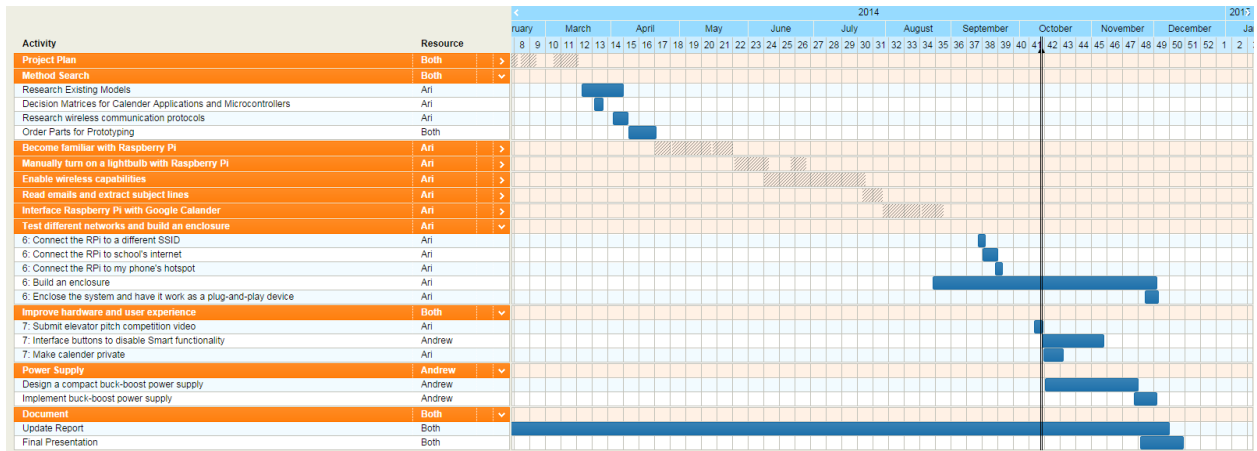 2014 2015
ruary March April May June July August September October November December Ja
Activity Resource 8 9 10 11 12 13 14 15 16 17 18 19 20 21 22 23 24 25 26 27 28 29 30 31 32 33 34 35 36 37 38 39 40 41 42 43 44 45 46 47 48 49 50 51 52 1 2
Project Plan Both
Method Search Both
Research Existing Models Ari
Decision Matrices for Calender Applications and Microcontrollers Ari
Research wireless communication protocols Ari
Order Parts for Prototyping Both
Become familiar with Raspberry Pi Ari
Manually turn on a lightbulb with Raspberry Pi Ari
Enable wireless capabilities Ari
Read emails and extract subject lines Ari
Interface Raspberry Pi with Google Calander Ari
Test different networks and build an enclosure Ari
6: Connect the RPi to a different SSID Ari
6: Connect the RPi to school's internet Ari
6: Connect the RPi to my phone's hotspot Ari
6: Build an enclosure Ari
6: Enclose the system and have it work as a plug-and-play device Ari
Improve hardware and user experience Both
7: Submit elevator pitch competition video Ari
7: Interface buttons to disable Smart functionality Andrew
7: Make calender private Ari
Power Supply Andrew
Design a compact buck-boost power supply Andrew
Implement buck-boost power supply Andrew
Document Both
Update Report Both
Final Presentation Both